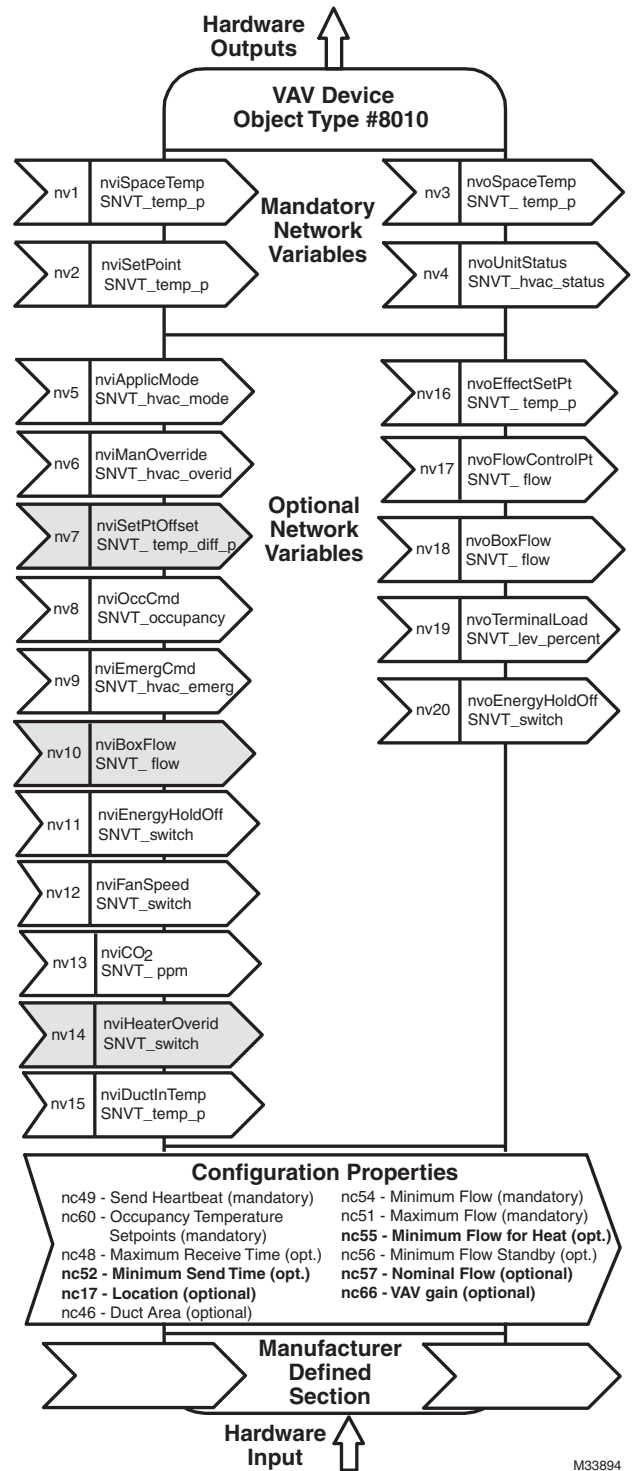 Hardware
Outputs
VAV Device
Object Type #8010
nv1
nviSpaceTemp
SNVT_temp_p
nv2
nviSetPoint
SNVT_temp_p
Mandatory
Network
Variables
nv3
nvoSpaceTemp
SNVT_ temp_p
nv4
nvoUnitStatus
SNVT_hvac_status
nv5
nviApplicMode
SNVT_hvac_mode
nv6
nviManOverride
SNVT_hvac_overid
nv7
nviSetPtOffset
SNVT_ temp_diff_p
nv8
nviOccCmd
SNVT_occupancy
nv9
nviEmergCmd
SNVT_hvac_emerg
nv10
nviBoxFlow
SNVT_ flow
nv11
nviEnergyHoldOff
SNVT_switch
nv12
nviFanSpeed
SNVT_switch
nv13
nviCO2
SNVT_ ppm
nv14
nviHeaterOverid
SNVT_switch
nv15
nviDuctInTemp
SNVT_temp_p
Optional
Network
Variables
nv16
nvoEffectSetPt
SNVT_ temp_p
nv17
nvoFlowControlPt
SNVT_ flow
nv18
nvoBoxFlow
SNVT_ flow
nv19
nvoTerminalLoad
SNVT_lev_percent
nv20
nvoEnergyHoldOff
SNVT_switch
Configuration Properties
nc49 - Send Heartbeat (mandatory)
nc60 - Occupancy Temperature
Setpoints (mandatory)
nc48 - Maximum Receive Time (opt.)
nc52 - Minimum Send Time (opt.)
nc17 - Location (optional)
nc46 - Duct Area (optional)
nc54 - Minimum Flow (mandatory)
nc51 - Maximum Flow (mandatory)
nc55 - Minimum Flow for Heat (opt.)
nc56 - Minimum Flow Standby (opt.)
nc57 - Nominal Flow (optional)
nc66 - VAV gain (optional)
Manufacturer
Defined
Section
Hardware
Input
M33894